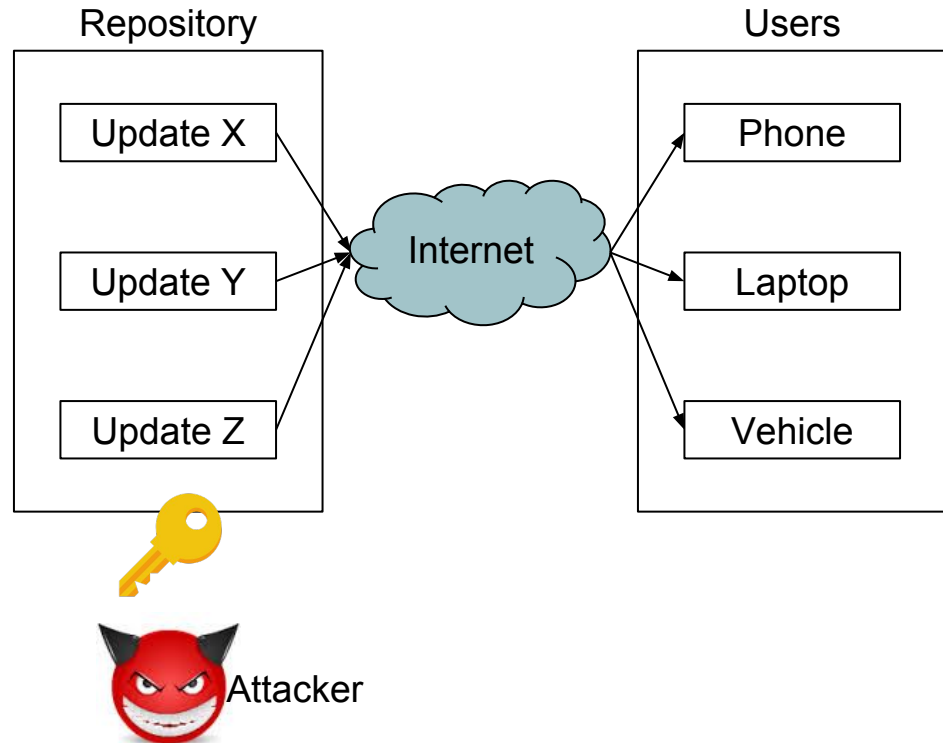 Repository
Users
Update X
Phone
Internet
Update Y
Laptop
Update Z
Vehicle
Attacker